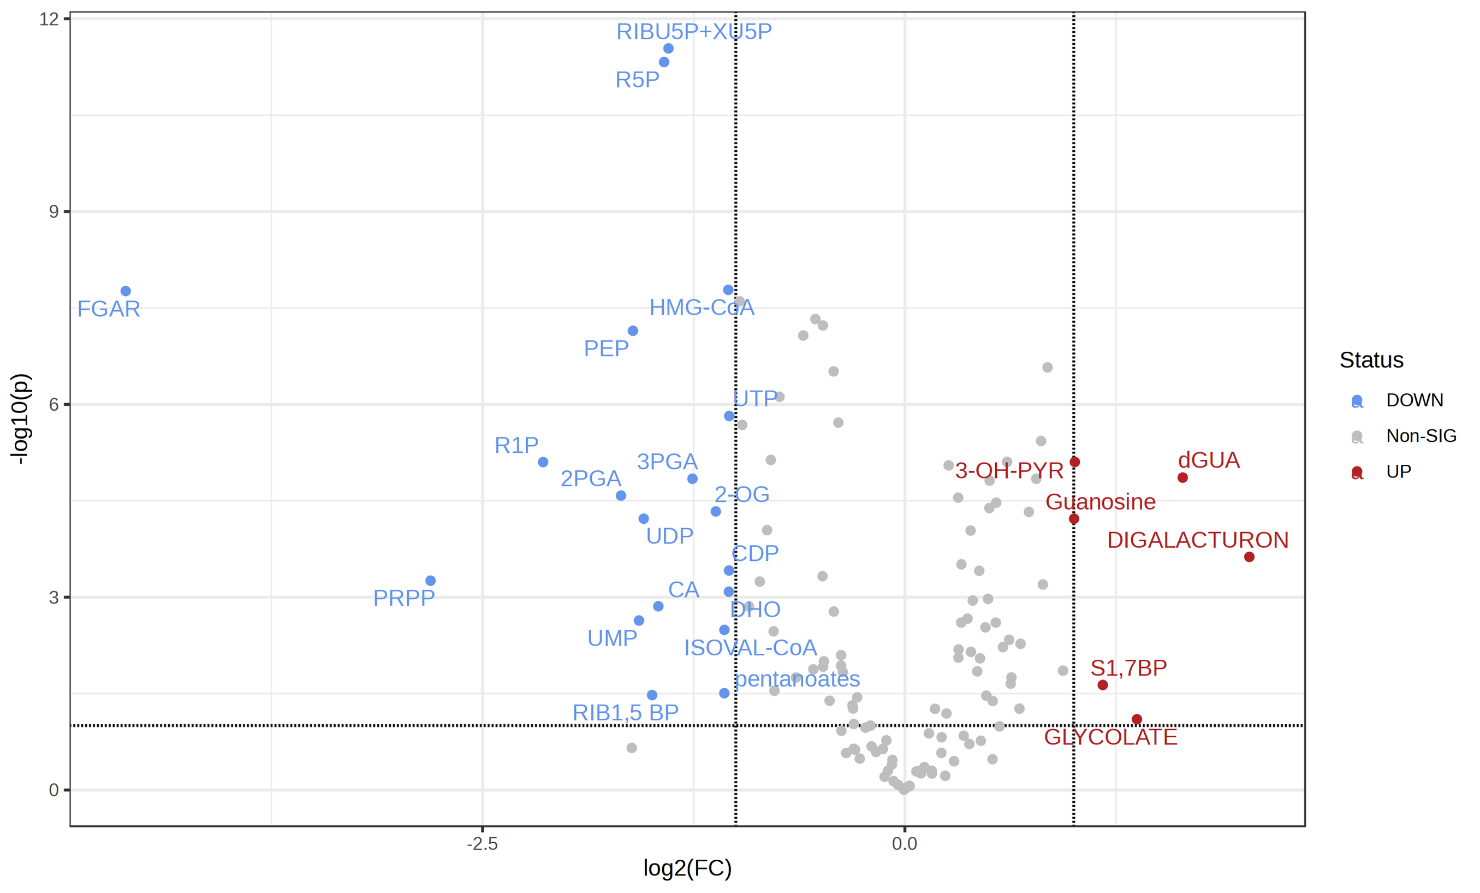 12
RIBU5P+XU5P
R5P
9
HMG-CoA
FGAR
PEP
6
UTP
R1P
3PGA
3-OH-PYR
dGUA
2PGA
2-OG
Guanosine
UDP
DIGALACTURON
CDP
PRPP
CA
3
DHO
UMP
ISOVAL-CoA
S1,7BP
pentanoates
RIB1,5 BP
GLYCOLATE
0
-2.5
0.0
log2(FC)
-log10(p)
Status
DOWN
Non-SIG
UP